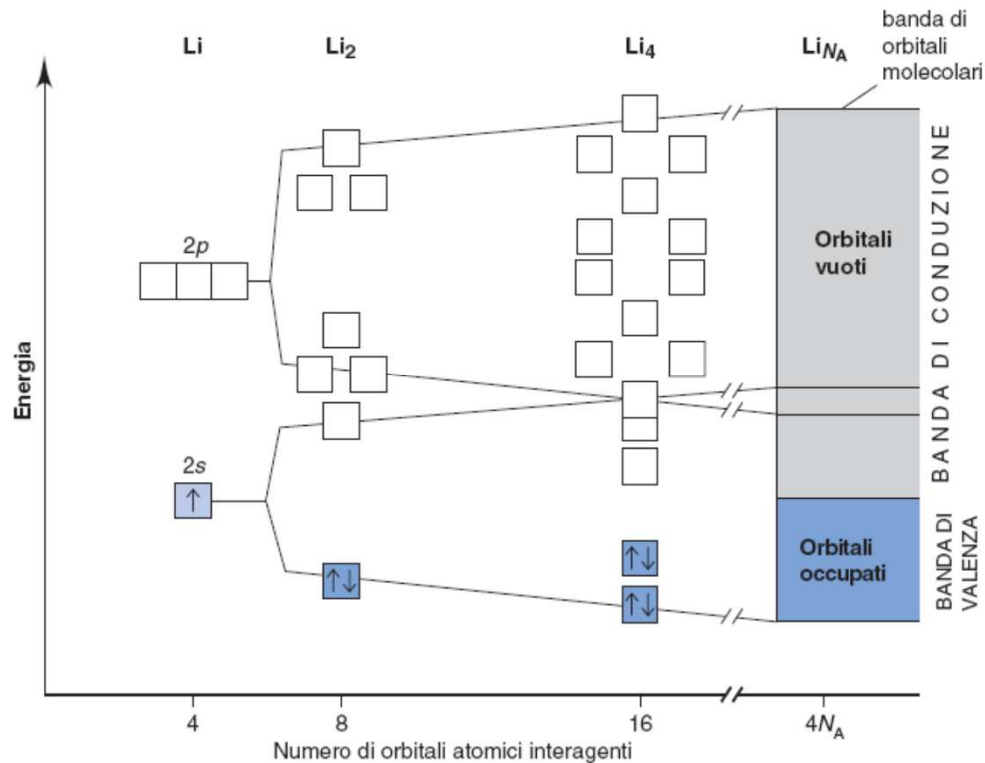 Li
Li2
Li4
LiNA
banda di
orbitali
molecolari
2p
2s
Orbitali
vuoti
Orbitali
occupati
BANDA DI CONDUZIONE
BANDA DI
VALENZA
Energia
4
8
16
4NA
Numero di orbitali atomici interagenti